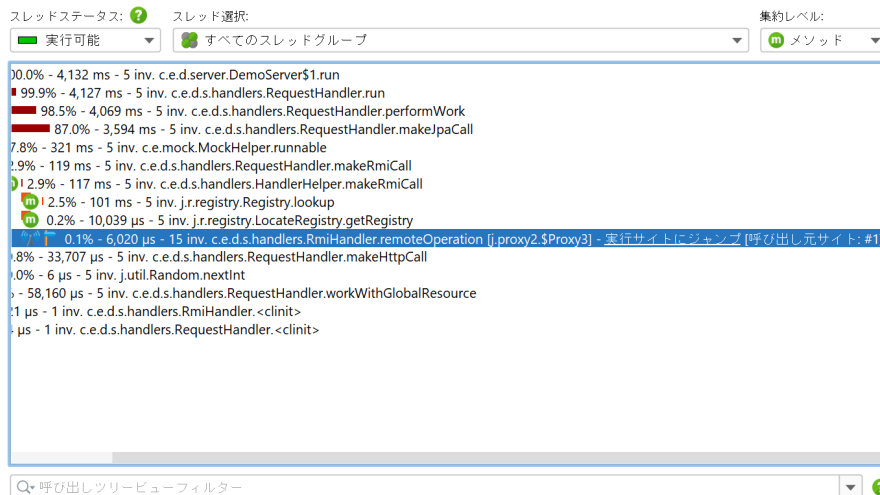 スレッドステータス: ?
スレッド選択:
集約レベル:
実行可能
すべてのスレッドグループ
m メソッド
00.0% - 4,132 ms - 5 inv. c.e.d.server.DemoServer$1.run
99.9% - 4,127 ms - 5 inv. c.e.d.s.handlers.RequestHandler.run
98.5% - 4,069 ms - 5 inv. c.e.d.s.handlers.RequestHandler.performWork
87.0% - 3,594 ms - 5 inv. c.e.d.s.handlers.RequestHandler.makeJpaCall
7.8% - 321 ms - 5 inv. c.e.mock.MockHelper.runnable
2.9% - 119 ms - 5 inv. c.e.d.s.handlers.RequestHandler.makeRmiCall
m 2.9% - 117 ms - 5 inv. c.e.d.s.handlers.HandlerHelper.makeRmiCall
m 2.5% - 101 ms - 5 inv. j.r.registry.Registry.lookup
m 0.2% - 10,039 µs - 5 inv. j.r.registry.LocateRegistry.getRegistry
0.1% - 6,020 µs - 15 inv. c.e.d.s.handlers.RmiHandler.remoteOperation [j.proxy2.$Proxy3] - 実行サイトにジャンプ [呼び出し元サイト: #1
.8% - 33,707 µs - 5 inv. c.e.d.s.handlers.RequestHandler.makeHttpCall
.0% - 6 µs - 5 inv. j.util.Random.nextInt
- 58,160 µs - 5 inv. c.e.d.s.handlers.RequestHandler.workWithGlobalResource
21 µs - 1 inv. c.e.d.s.handlers.RmiHandler.<clinit>
µs - 1 inv. c.e.d.s.handlers.RequestHandler.<clinit>
呼び出しツリービューフィルター
?